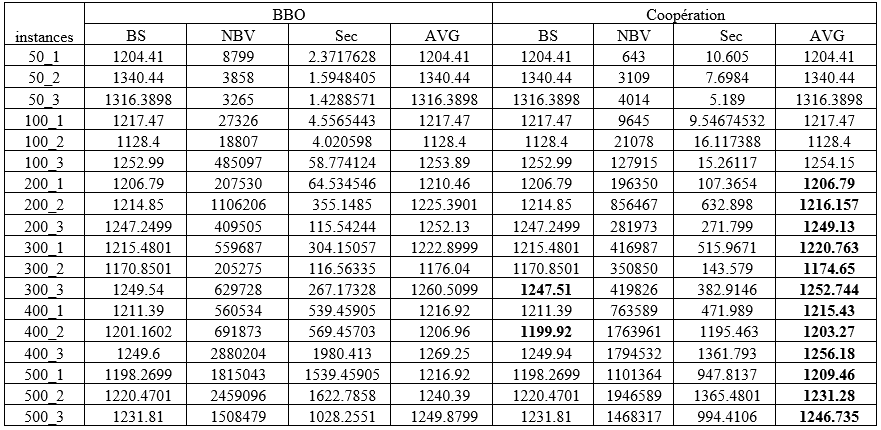 BBO Coopération
instances BS NBV Sec AVG BS NBV Sec AVG
50_1 1204.41 8799 2.3717628 1204.41 1204.41 643 10.605 1204.41
50_2 1340.44 3858 1.5948405 1340.44 1340.44 3109 7.6984 1340.44
50_3 1316.3898 3265 1.4288571 1316.3898 1316.3898 4014 5.189 1316.3898
100_1 1217.47 27326 4.5565443 1217.47 1217.47 9645 9.54674532 1217.47
100_2 1128.4 18807 4.020598 1128.4 1128.4 21078 16.117388 1128.4
100_3 1252.99 485097 58.774124 1253.89 1252.99 127915 15.26117 1254.15
200_1 1206.79 207530 64.534546 1210.46 1206.79 196350 107.3654 1206.79
200_2 1214.85 1106206 355.1485 1225.3901 1214.85 856467 632.898 1216.157
200_3 1247.2499 409505 115.54244 1252.13 1247.2499 281973 271.799 1249.13
300_1 1215.4801 559687 304.15057 1222.8999 1215.4801 416987 515.9671 1220.763
300_2 1170.8501 205275 116.56335 1176.04 1170.8501 350850 143.579 1174.65
300_3 1249.54 629728 267.17328 1260.5099 1247.51 419826 382.9146 1252.744
400_1 1211.39 560534 539.45905 1216.92 1211.39 763589 471.989 1215.43
400_2 1201.1602 691873 569.45703 1206.96 1199.92 1763961 1195.463 1203.27
400_3 1249.6 2880204 1980.413 1269.25 1249.94 1794532 1361.793 1256.18
500_1 1198.2699 1815043 1539.45905 1216.92 1198.2699 1101364 947.8137 1209.46
500_2 1220.4701 2459096 1622.7858 1240.39 1220.4701 1946589 1365.4801 1231.28
500_3 1231.81 1508479 1028.2551 1249.8799 1231.81 1468317 994.4106 1246.735